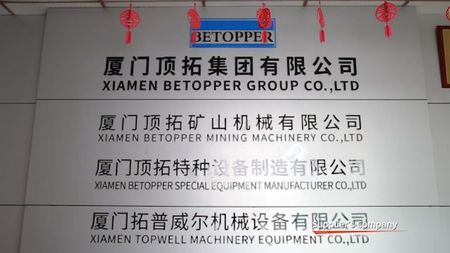 BETOPPER
厦门顶拓集团有限公司
XIAMEN BETOPPER GROUP CO.,LTD
厦门顶拓矿山机械有限公司
XIAMEN BETOPPER MINING MACHINERY CO.,LTD
厦门顶拓特种设备制造有限公司
XIAMEN BETOPPER SPECIAL EQUIPMENT MANUFACTURER CO.,LTD
厦门拓普威尔机械设备有限公司
Supplier's company
XIAMEN TOPWELL MACHINERY EQUIPMENT CO.,LTD